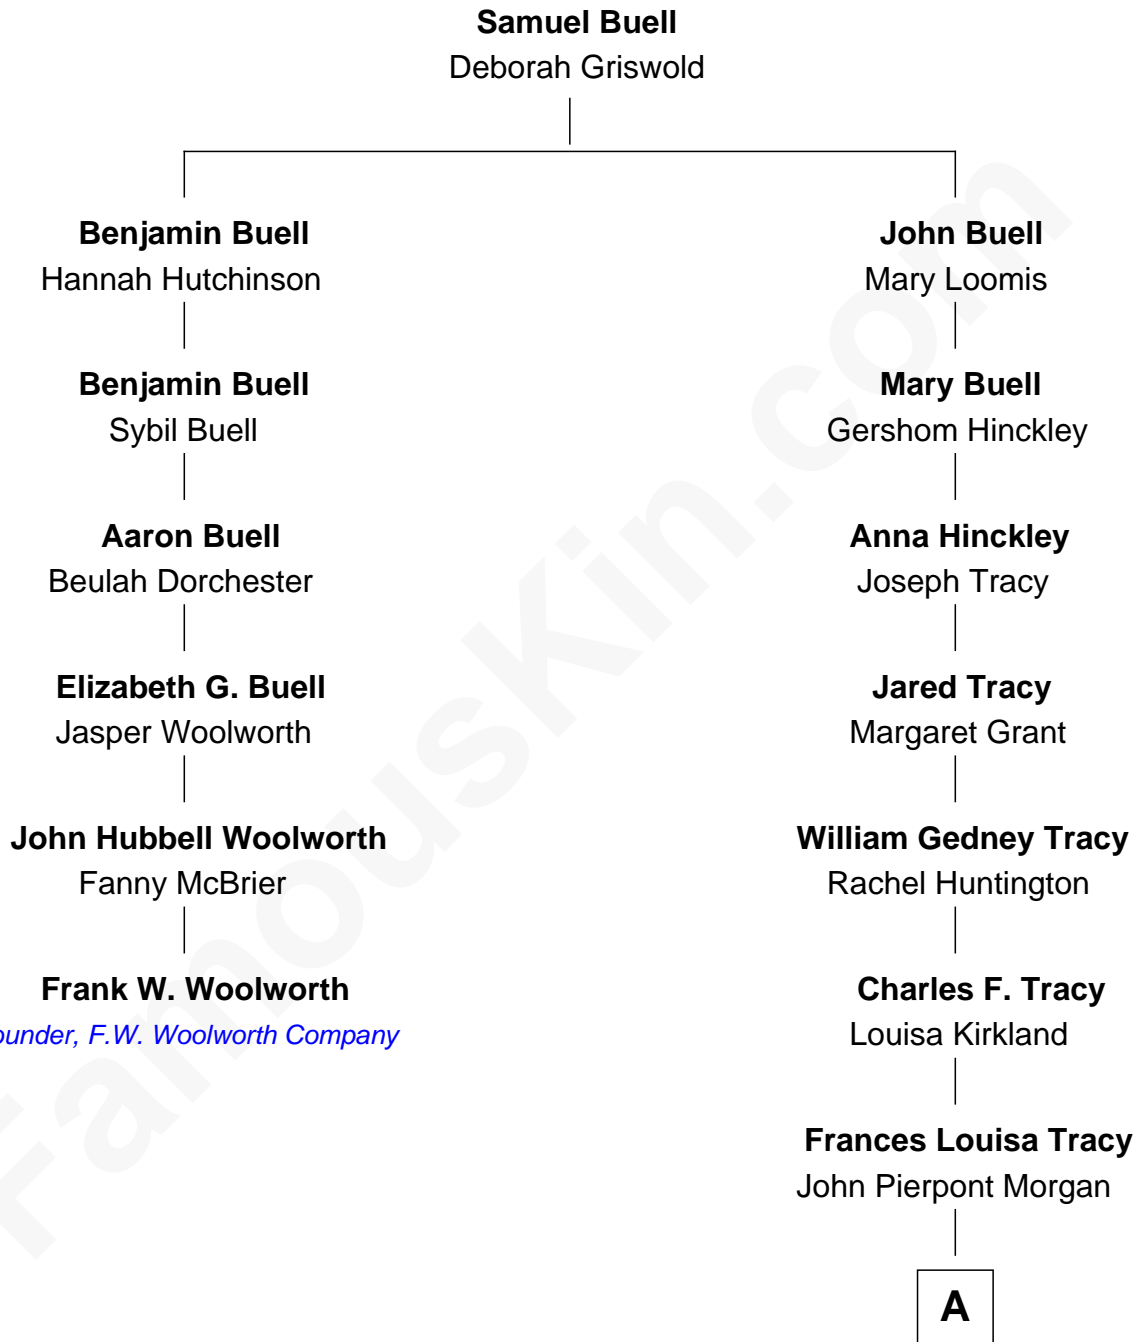 Samuel Buell
Deborah Griswold
Benjamin Buell
Hannah Hutchinson
John Buell
Mary Loomis
Benjamin Buell
Sybil Buell
Mary Buell
Gershom Hinckley
Aaron Buell
Beulah Dorchester
Anna Hinckley
Joseph Tracy
Elizabeth G. Buell
Jasper Woolworth
Jared Tracy
Margaret Grant
John Hubbell Woolworth
Fanny McBrier
William Gedney Tracy
Rachel Huntington
Frank W. Woolworth
ounder, F.W. Woolworth Company
Charles F. Tracy
Louisa Kirkland
Frances Louisa Tracy
John Pierpont Morgan
A
FamousKin.com